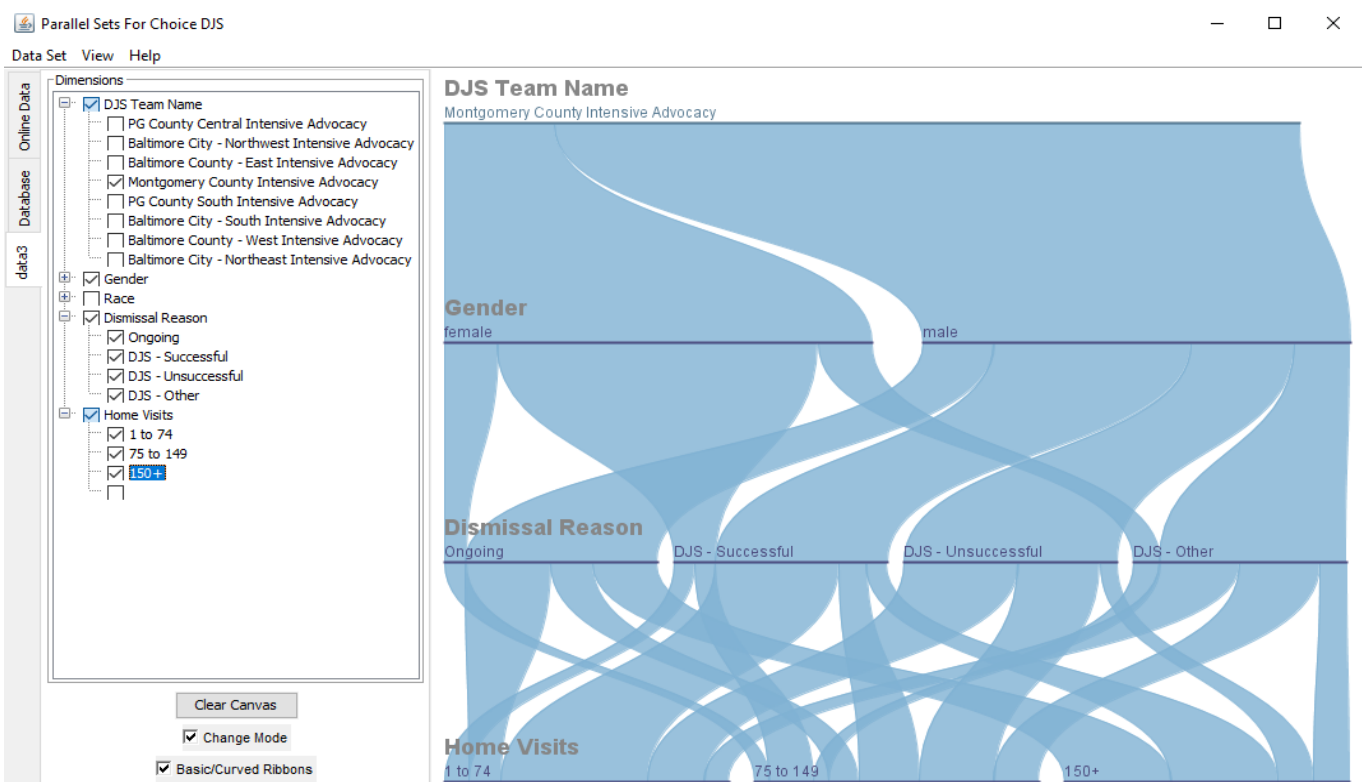 Parallel Sets For Choice DJS
Data Set View Help
Online Data
Database
data3
Dimensions
DJS Team Name
PG County Central Intensive Advocacy
Baltimore City - Northwest Intensive Advocacy
Baltimore County - East Intensive Advocacy
Montgomery County Intensive Advocacy
PG County South Intensive Advocacy
Baltimore City - South Intensive Advocacy
Baltimore County - West Intensive Advocacy
Baltimore City - Northeast Intensive Advocacy
Gender
Race
Dismissal Reason
Ongoing
DJS - Successful
DJS - Unsuccessful
DJS - Other
Home Visits
1 to 74
75 to 149
150+
Clear Canvas
Change Mode
Basic/Curved Ribbons
DJS Team Name
Montgomery County Intensive Advocacy
Gender
female male
Dismissal Reason
Ongoing DJS - Successful DJS - Unsuccessful DJS - Other
Home Visits
1 to 74 75 to 149 150+